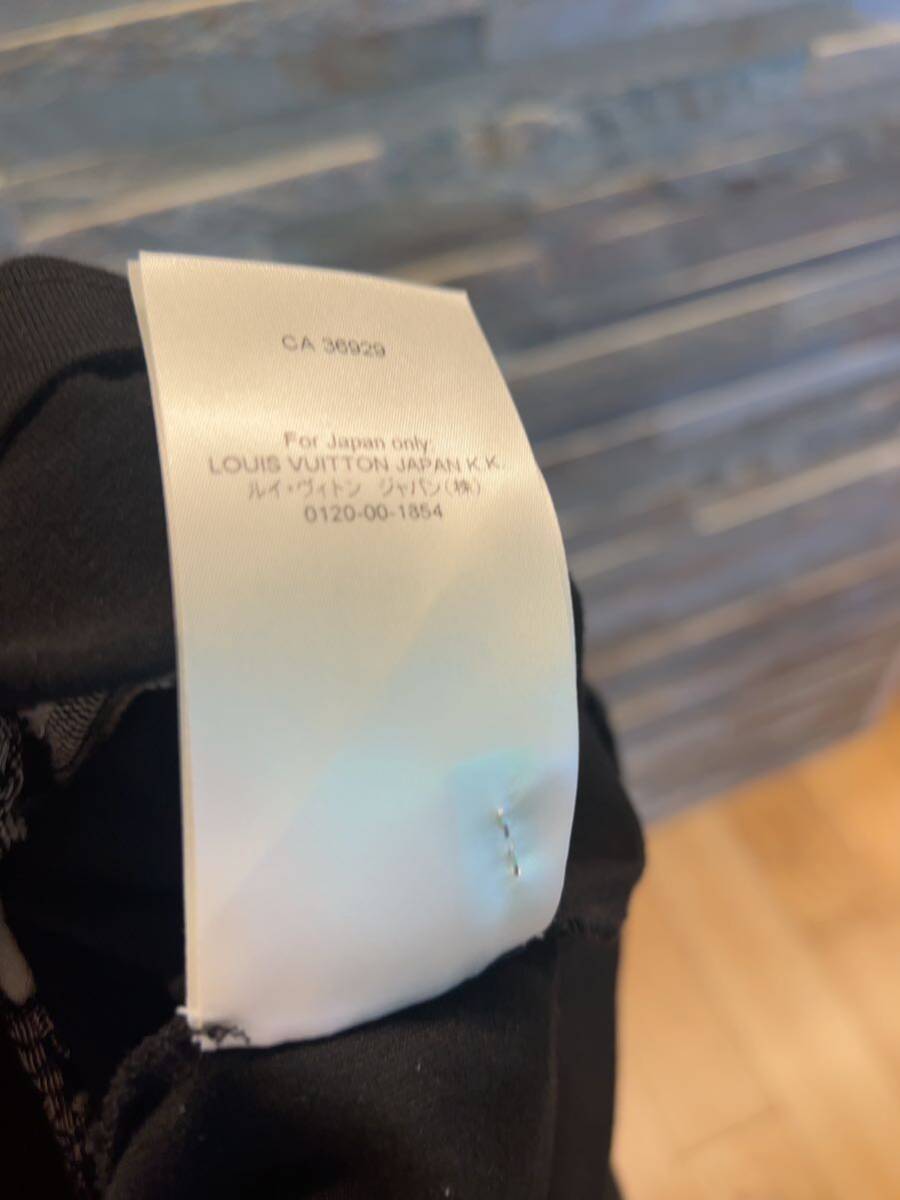 CA 36929
For Japan only:
LOUIS VUITTON JAPAN K.K.
ルイ・ヴィトン ジャパン(株)
0120-00-1854